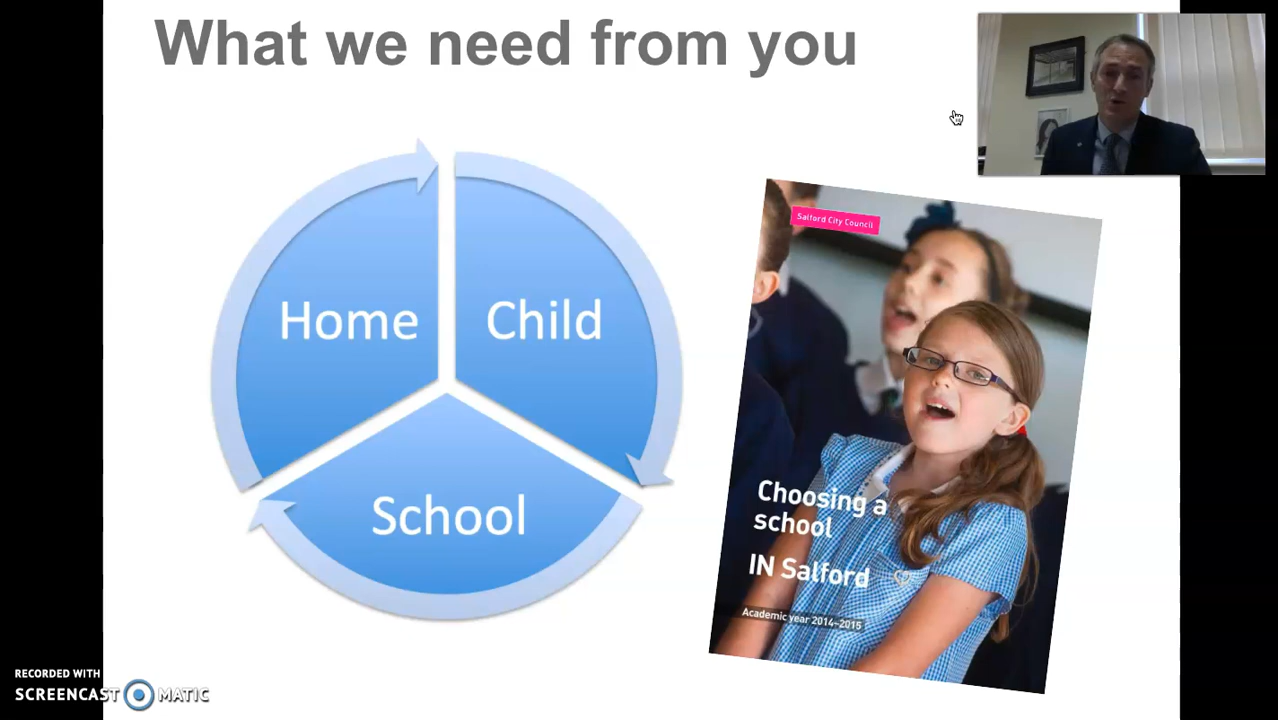 What we need from you
Salford City Council
Home
Child
School
Choosing a
school
IN Salford
Academic year 2014-2015
RECORDED WITH
SCREENCAST MATIC